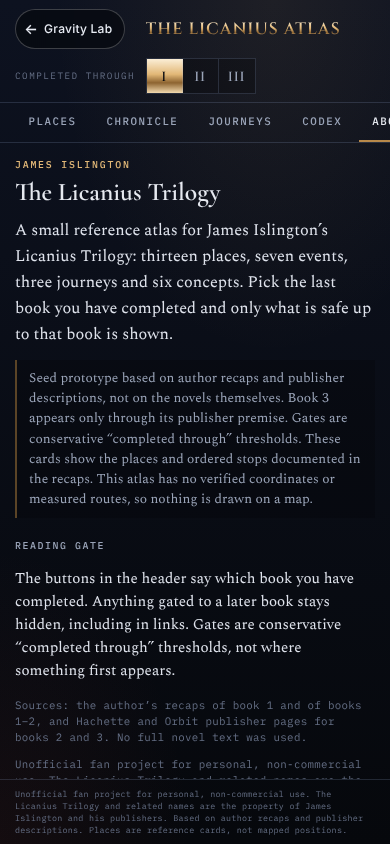 ← Gravity Lab
THE LICANIUS ATLAS
COMPLETED THROUGH
I II III
PLACES CHRONICLE JOURNEYS CODEX
JAMES ISLINGTON
The Licanius Trilogy
A small reference atlas for James Islington’s
Licanius Trilogy: thirteen places, seven events,
three journeys and six concepts. Pick the last
book you have completed and only what is safe up
to that book is shown.
Seed prototype based on author recaps and publisher
descriptions, not on the novels themselves. Book 3
appears only through its publisher premise. Gates are
conservative “completed through” thresholds. These
cards show the places and ordered stops documented in
the recaps. This atlas has no verified coordinates or
measured routes, so nothing is drawn on a map.
READING GATE
The buttons in the header say which book you have
completed. Anything gated to a later book stays
hidden, including in links. Gates are conservative
“completed through” thresholds, not where
something first appears.
Sources: the author’s recaps of book 1 and of books
1–2, and Hachette and Orbit publisher pages for
books 2 and 3. No full novel text was used.
Unofficial fan project for personal, non-commercial
Unofficial fan project for personal, non-commercial use. The
Licanius Trilogy and related names are the property of James
Islington and his publishers. Based on author recaps and publisher
descriptions. Places are reference cards, not mapped positions.